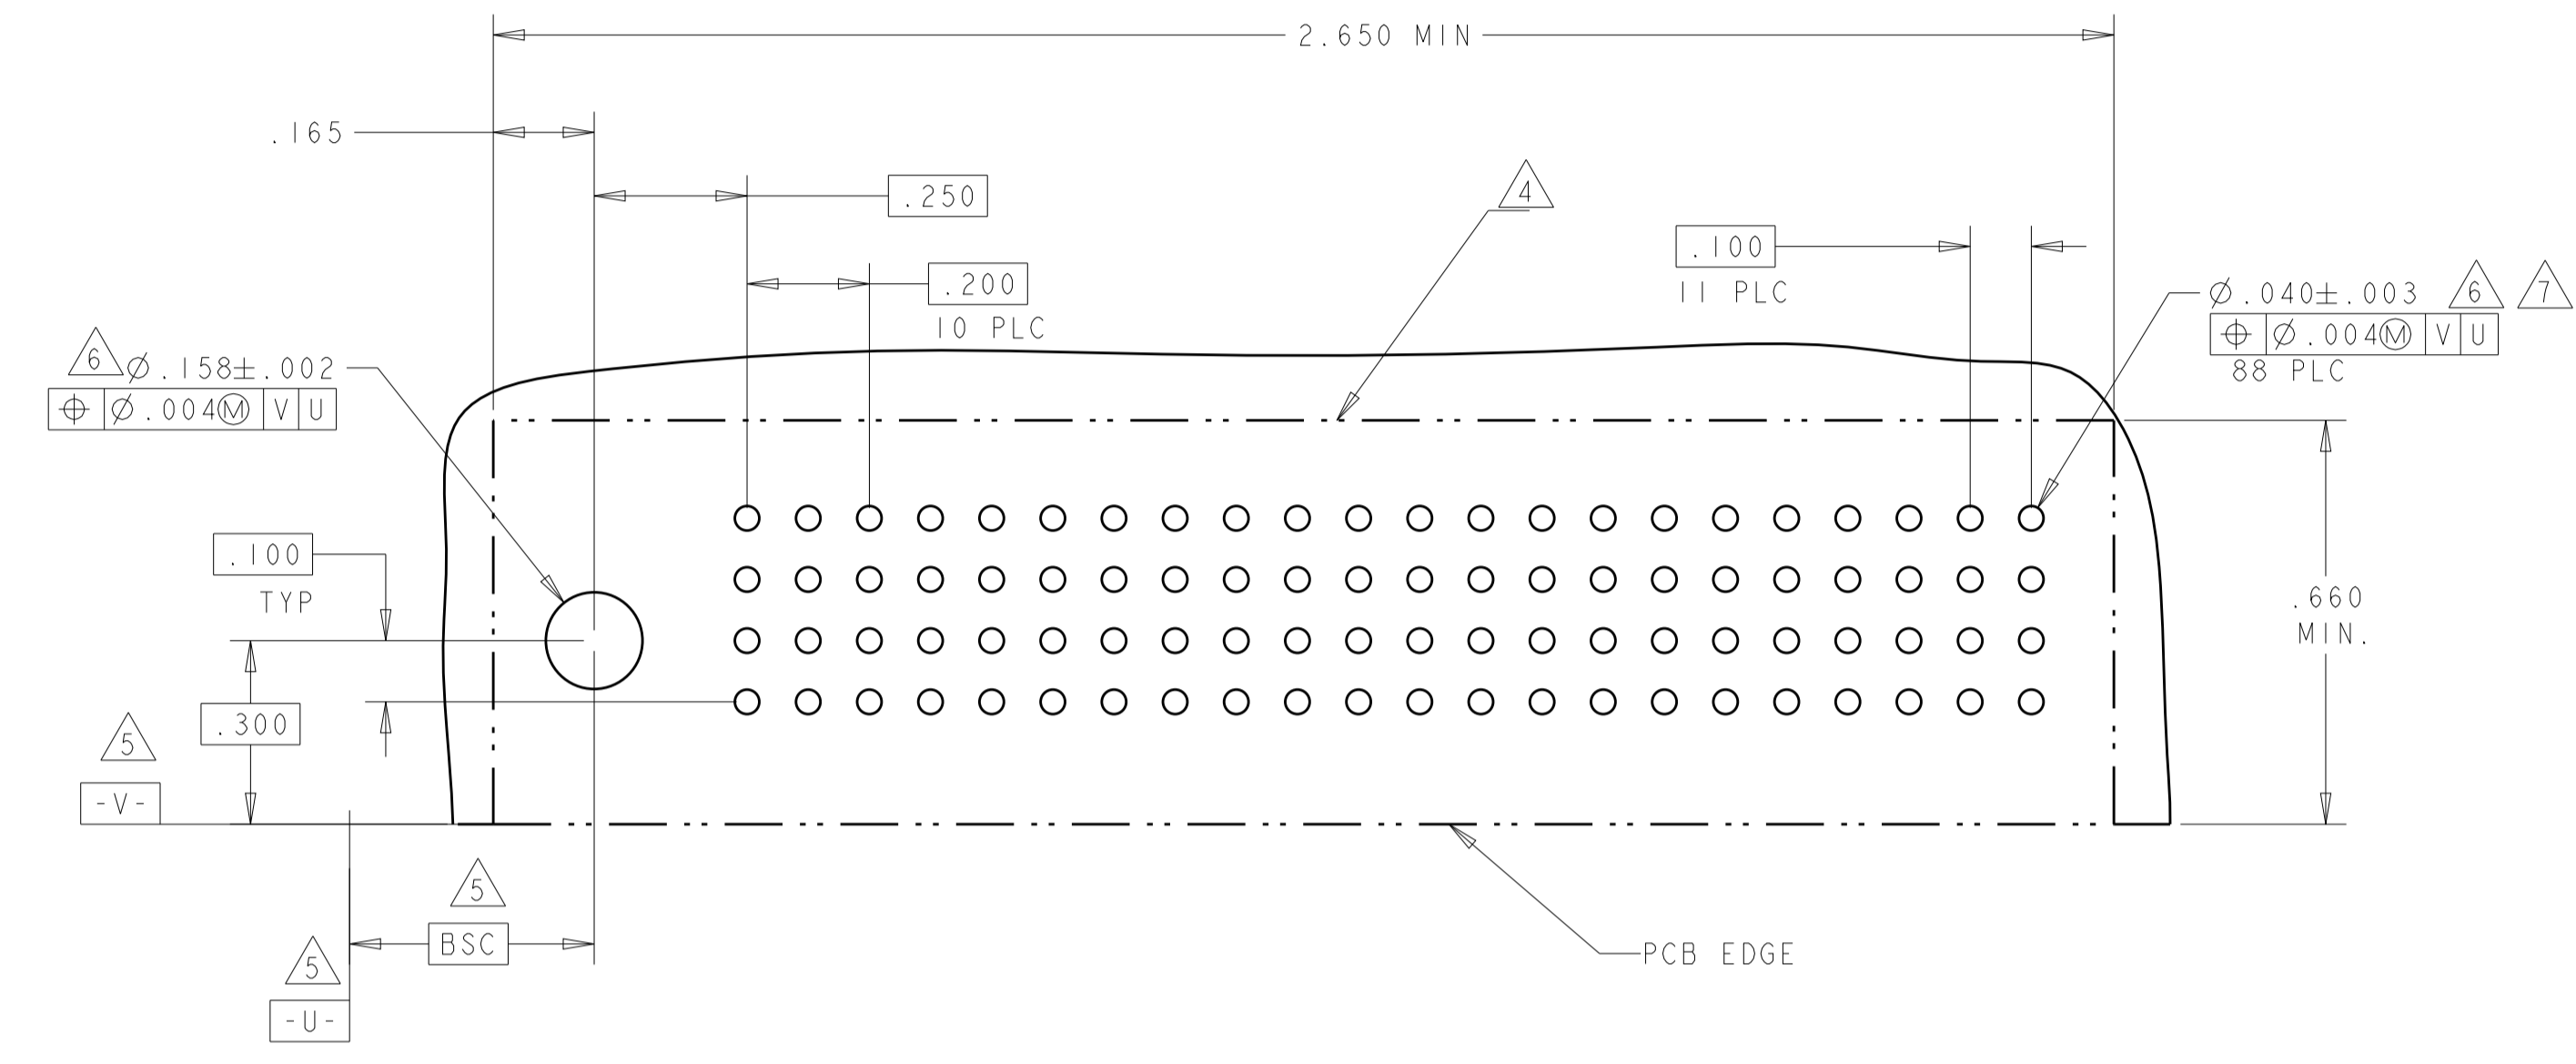 2.650 MIN
.165
.250
4
.100
11 PLC
.200
10 PLC
⌀.040±.003 6 7
⌖ ⌀.004Ⓜ V U
88 PLC
6 ⌀.158±.002
⌖ ⌀.004Ⓜ V U
.100
TYP
.660
MIN.
.300
5
-V-
5
BSC
5
-U-
PCB EDGE